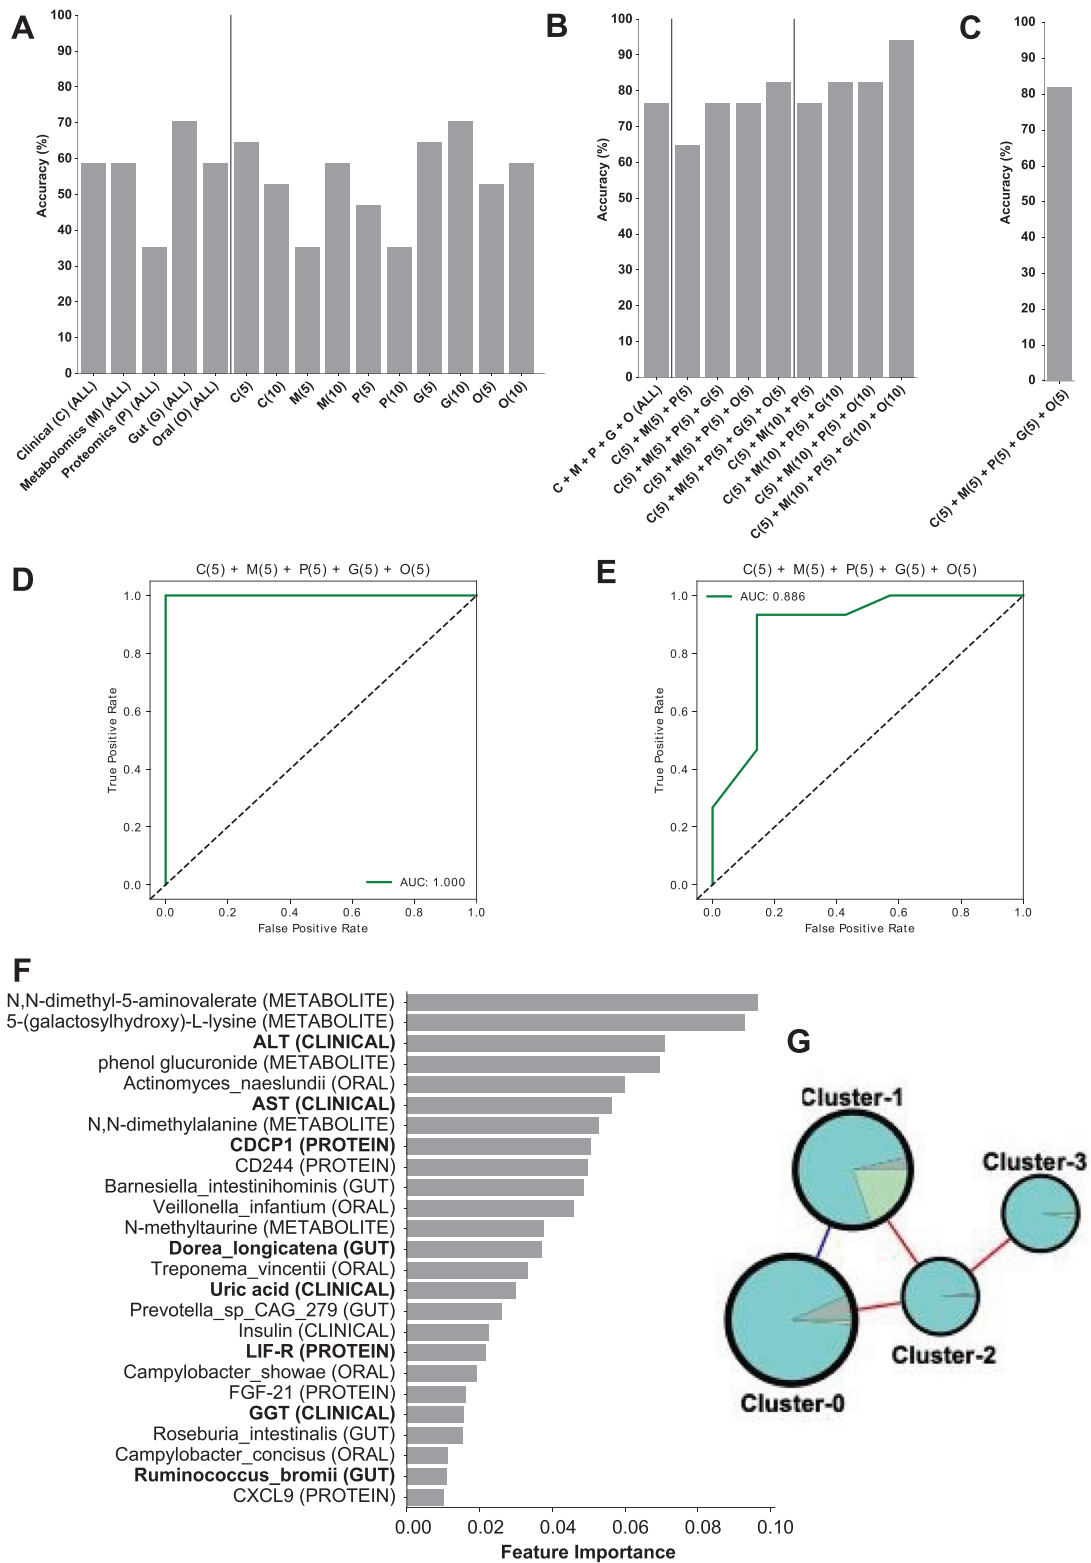 A
100
90
80
70
60
50
40
30
20
10
0
Accuracy (%)
Clinical (C) (ALL)
Metabolomics (M) (ALL)
Proteomics (P) (ALL)
Gut (G) (ALL)
Oral (O) (ALL)
C(5)
C(10)
M(5)
M(10)
P(5)
P(10)
G(5)
G(10)
O(5)
O(10)
B
100
90
80
70
60
50
40
30
20
10
0
Accuracy (%)
C + M + P + G + O (ALL)
C(5) + M(5) + P(5)
C(5) + M(5) + P(5) + G(5)
C(5) + M(5) + P(5) + O(5)
C(5) + M(5) + P(5) + G(5) + O(5)
C(5) + M(10) + P(5)
C(5) + M(10) + P(5) + G(10)
C(5) + M(10) + P(5) + O(10)
C(5) + M(10) + P(5) + G(10) + O(10)
C
100
90
80
70
60
50
40
30
20
10
0
Accuracy (%)
C(5) + M(5) + P(5) + G(5) + O(5)
D
C(5) + M(5) + P(5) + G(5) + O(5)
1.0
0.8
0.6
0.4
0.2
0.0
True Positive Rate
AUC: 1.000
0.0 0.2 0.4 0.6 0.8 1.0
False Positive Rate
E
C(5) + M(5) + P(5) + G(5) + O(5)
AUC: 0.886
1.0
0.8
0.6
0.4
0.2
0.0
True Positive Rate
0.0 0.2 0.4 0.6 0.8 1.0
False Positive Rate
F
N,N-dimethyl-5-aminovalerate (METABOLITE)
5-(galactosylhydroxy)-L-lysine (METABOLITE)
ALT (CLINICAL)
phenol glucuronide (METABOLITE)
Actinomyces_naeslundii (ORAL)
AST (CLINICAL)
N,N-dimethylalanine (METABOLITE)
CDCP1 (PROTEIN)
CD244 (PROTEIN)
Barnesiella_intestinihominis (GUT)
Veillonella_infantium (ORAL)
N-methyltaurine (METABOLITE)
Dorea_longicatena (GUT)
Treponema_vincentii (ORAL)
Uric acid (CLINICAL)
Prevotella_sp_CAG_279 (GUT)
Insulin (CLINICAL)
LIF-R (PROTEIN)
Campylobacter_showae (ORAL)
FGF-21 (PROTEIN)
GGT (CLINICAL)
Roseburia_intestinalis (GUT)
Campylobacter_concisus (ORAL)
Ruminococcus_bromii (GUT)
CXCL9 (PROTEIN)
0.00 0.02 0.04 0.06 0.08 0.10
Feature Importance
G
Cluster-1
Cluster-3
Cluster-2
Cluster-0